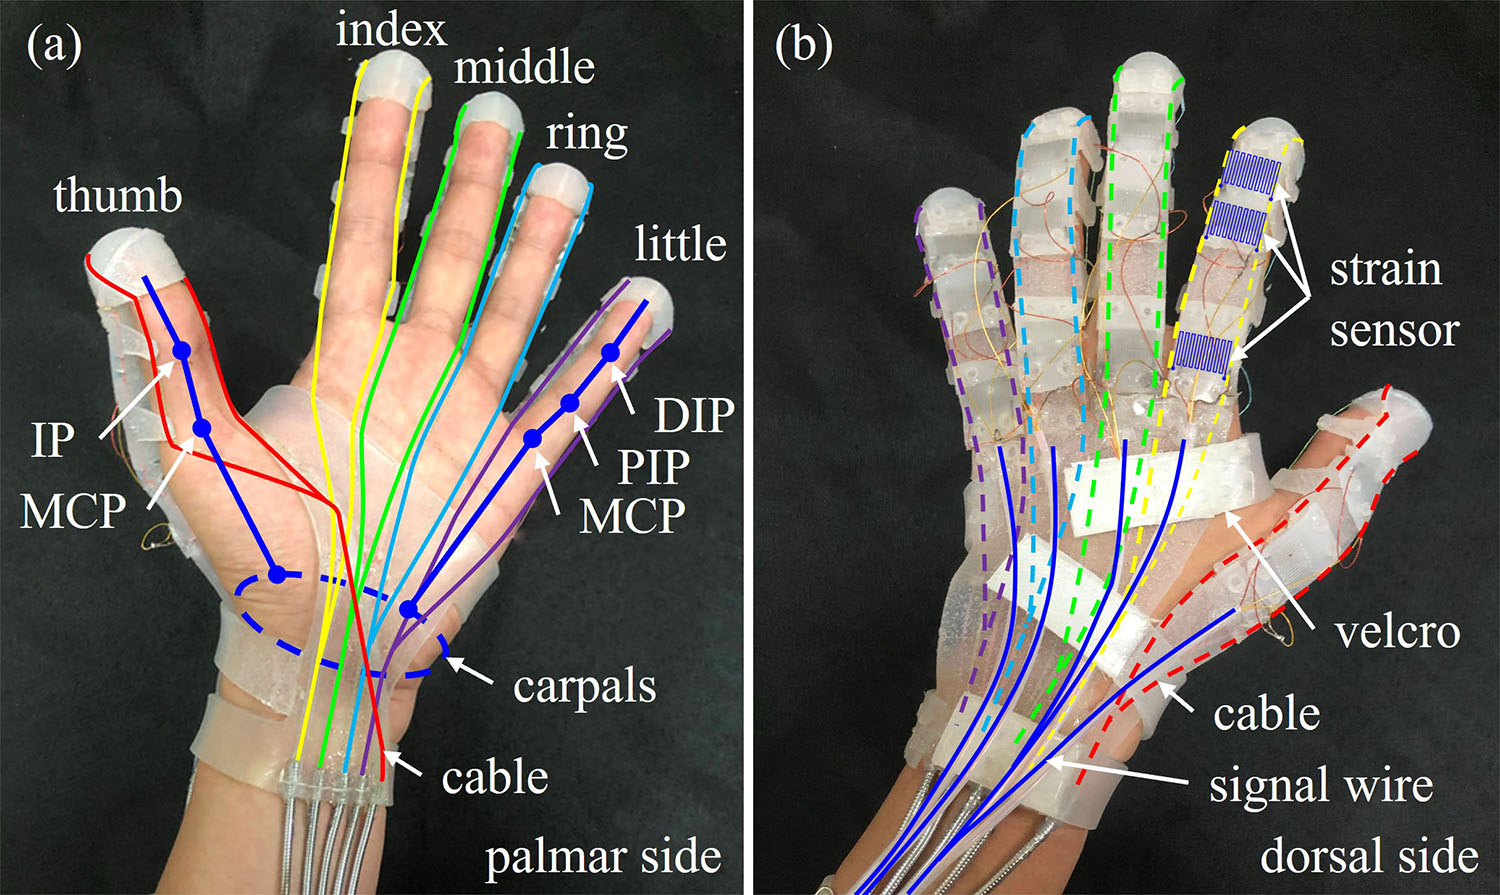 (a)
index
middle
ring
thumb
little
IP
MCP
DIP
PIP
MCP
carpals
cable
palmar side
(b)
strain
sensor
velcro
cable
signal wire
dorsal side